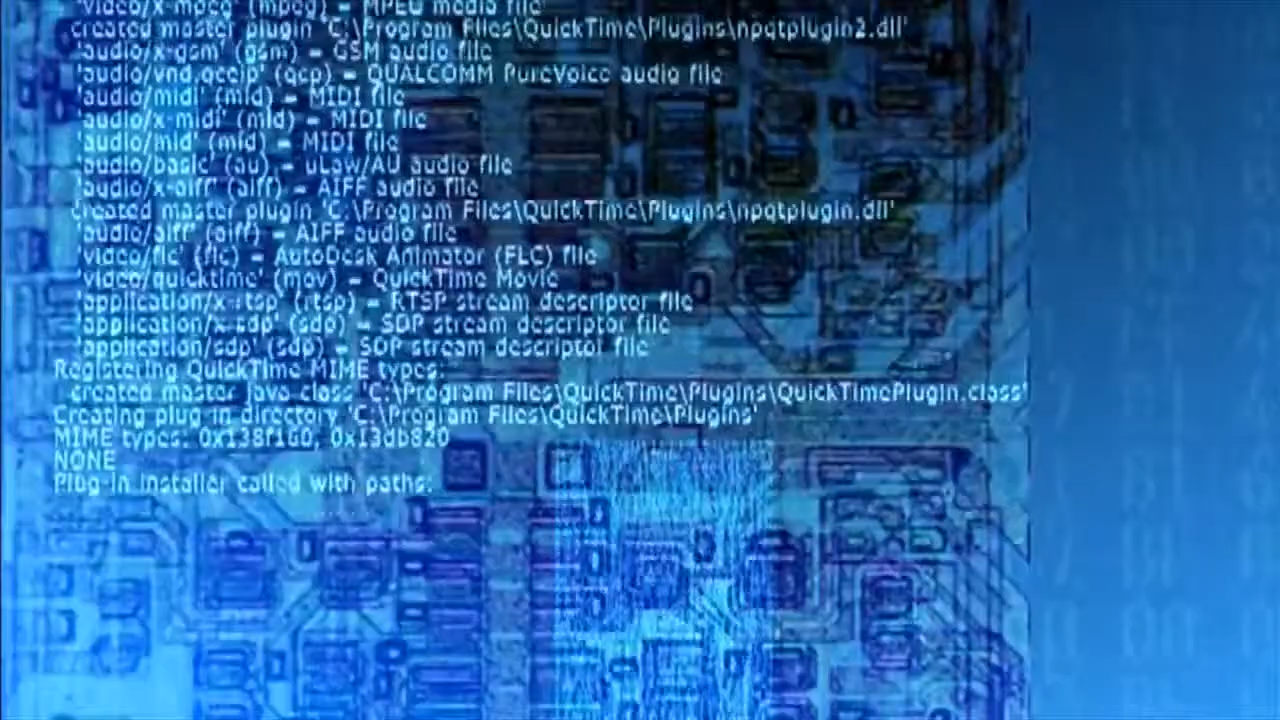 'video/x-mpeg' (mpeg) = MPEG media file
created master plugin 'C:\Program Files\QuickTime\Plugins\npqtplugin2.dll'
'audio/x-gsm' (gsm) = GSM audio file
'audio/vnd.qcelp' (qcp) = QUALCOMM PureVoice audio file
'audio/midi' (mid) = MIDI file
'audio/x-midi' (mid) = MIDI file
'audio/mid' (mid) = MIDI file
'audio/basic' (au) = uLaw/AU audio file
'audio/x-aiff' (aiff) = AIFF audio file
created master plugin 'C:\Program Files\QuickTime\Plugins\npqtplugin.dll'
'audio/aiff' (aiff) = AIFF audio file
'video/flc' (flc) = AutoDesk Animator (FLC) file
'video/quicktime' (mov) = QuickTime Movie
'application/x-rtsp' (rtsp) = RTSP stream descriptor file
'application/x-sdp' (sdp) = SDP stream descriptor file
'application/sdp' (sdp) = SDP stream descriptor file
Registering QuickTime MIME types:
created master java class 'C:\Program Files\QuickTime\Plugins\QuickTimePlugin.class'
Creating plug-in directory 'C:\Program Files\QuickTime\Plugins'
MIME types: 0x138f160, 0x13db820
NONE
Plug-in installer called with paths: